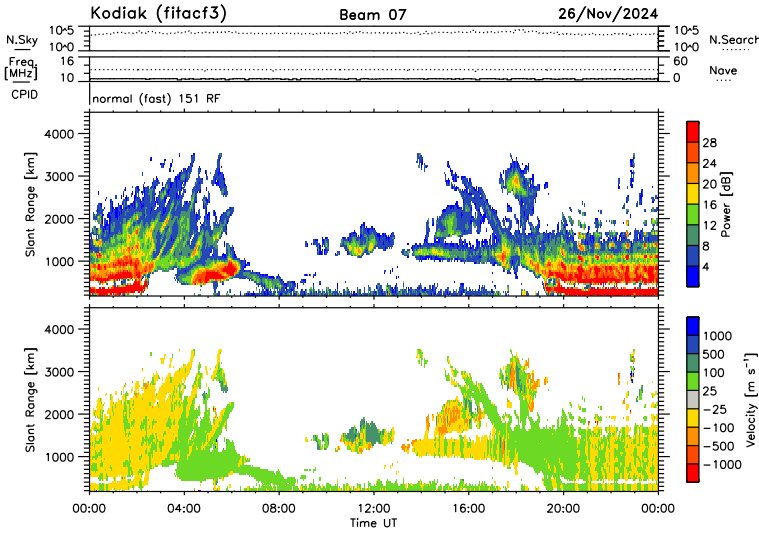 Kodiak (fitacf3) Beam 07 26/Nov/2024
N.Sky 10^5 10^0 10^5 10^0 N.Search
Freq. [MHz] 16 10 60 0 Nave
CPID normal (fast) 151 RF
Slant Range [km]
4000
3000
2000
1000
28
24
20
16
12
8
4
Power [dB]
Slant Range [km]
4000
3000
2000
1000
1000
500
100
25
−25
−100
−500
−1000
Velocity [m s⁻¹]
00:00 04:00 08:00 12:00 16:00 20:00 00:00
Time UT